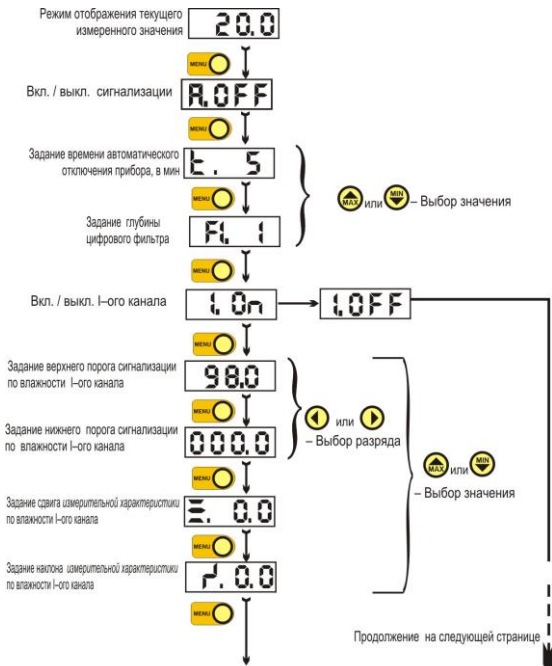 Режим отображения текущего
измеренного значения
20.0
MENU
Вкл. / выкл. сигнализации
A.OFF
MENU
Задание времени автоматического
отключения прибора, в мин
t. 5
MENU
Задание глубины
цифрового фильтра
FL 1
MAX или MIN – Выбор значения
MENU
Вкл. / выкл. I–ого канала
1. On
1.OFF
MENU
Задание верхнего порога сигнализации
по влажности I–ого канала
98.0
MENU
Задание нижнего порога сигнализации
по влажности I–ого канала
000.0
или
– Выбор разряда
MENU
MAX или MIN
– Выбор значения
Задание сдвига измерительной характеристики
по влажности I–ого канала
0.0
MENU
Задание наклона измерительной характеристики
по влажности I–ого канала
0.0
MENU
Продолжение на следующей странице